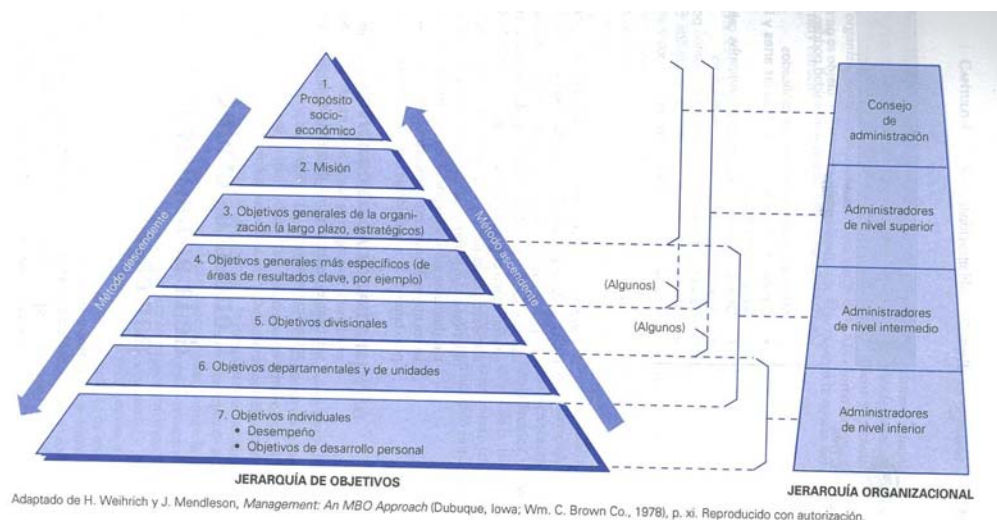 1.
Propósito
socio-
económico
2. Misión
3. Objetivos generales de la organi-
zación (a largo plazo, estratégicos)
4. Objetivos generales más específicos (de
áreas de resultados clave, por ejemplo)
5. Objetivos divisionales
6. Objetivos departamentales y de unidades
7. Objetivos individuales
• Desempeño
• Objetivos de desarrollo personal
Método descendente
Método ascendente
(Algunos)
(Algunos)
Consejo
de
administración
Administradores
de nivel superior
Administradores
de nivel intermedio
Administradores
de nivel inferior
JERARQUÍA DE OBJETIVOS
JERARQUÍA ORGANIZACIONAL
Adaptado de H. Weihrich y J. Mendleson, Management: An MBO Approach (Dubuque, Iowa; Wm. C. Brown Co., 1978), p. xi. Reproducido con autorización.